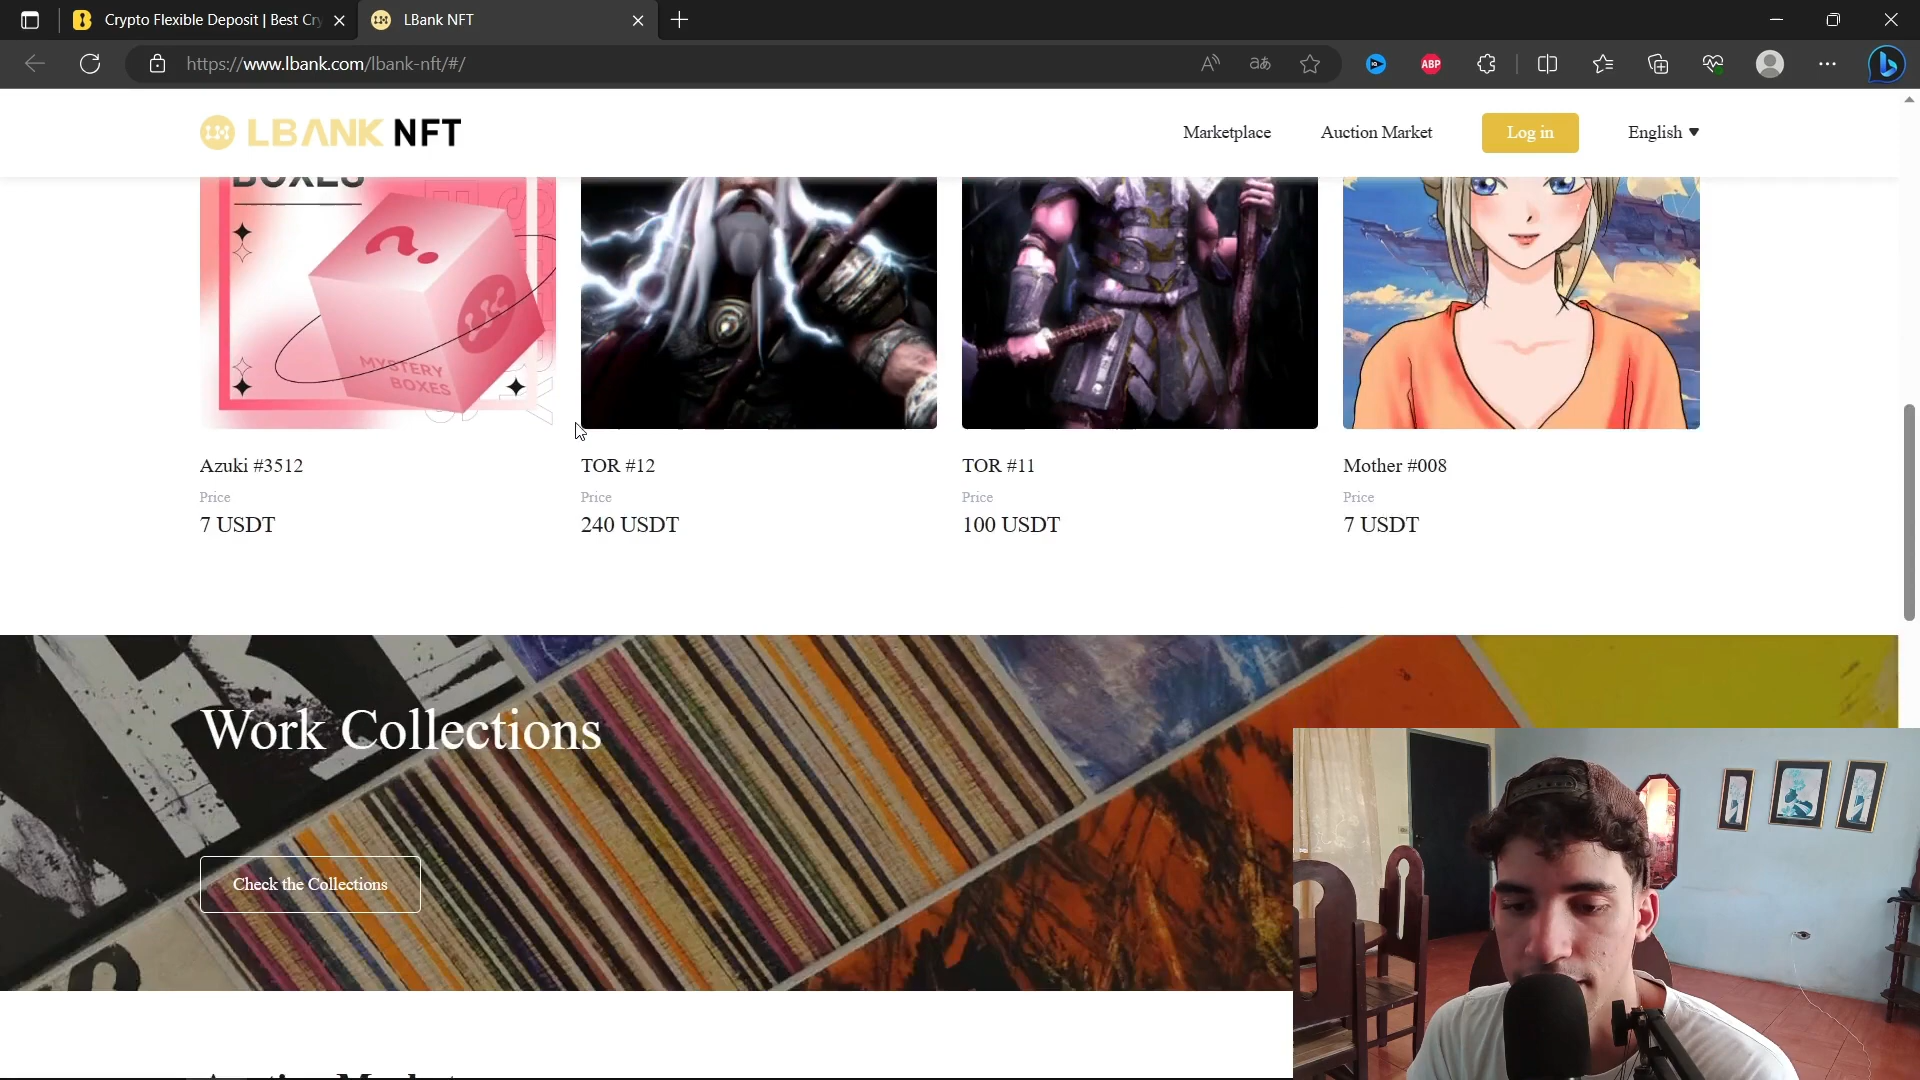 Crypto Flexible Deposit | Best Cry
LBank NFT
https://www.lbank.com/lbank-nft/#/
ABP
LBANK NFT
Marketplace
Auction Market
Log in
English
BOXES
MYSTERY
BOXES
Azuki #3512
Price
7 USDT
TOR #12
Price
240 USDT
TOR #11
Price
100 USDT
Mother #008
Price
7 USDT
Work Collections
Check the Collections